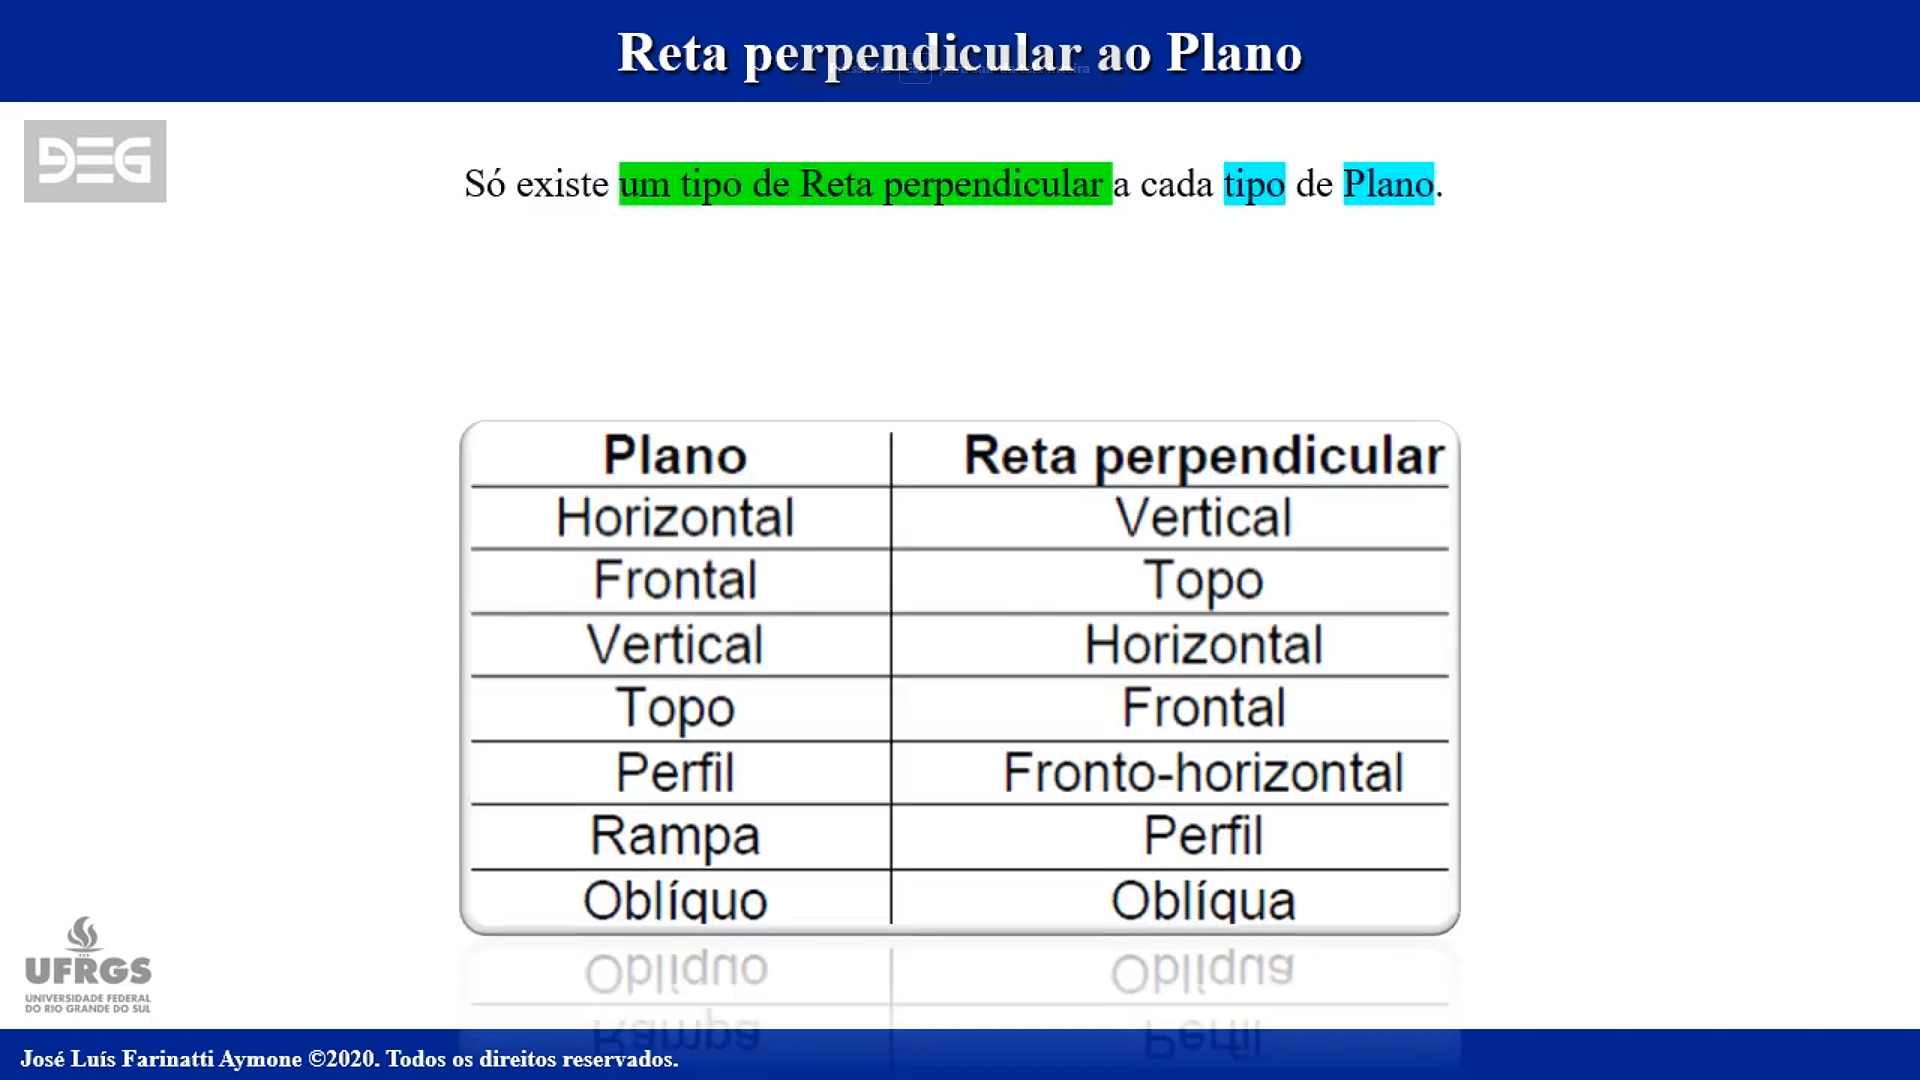 Reta perpendicular ao Plano
DEG
Só existe um tipo de Reta perpendicular a cada tipo de Plano.
Plano Reta perpendicular
Horizontal Vertical
Frontal Topo
Vertical Horizontal
Topo Frontal
Perfil Fronto-horizontal
Rampa Perfil
Oblíquo Oblíqua
UFRGS
UNIVERSIDADE FEDERAL
DO RIO GRANDE DO SUL
José Luís Farinatti Aymone ©2020. Todos os direitos reservados.